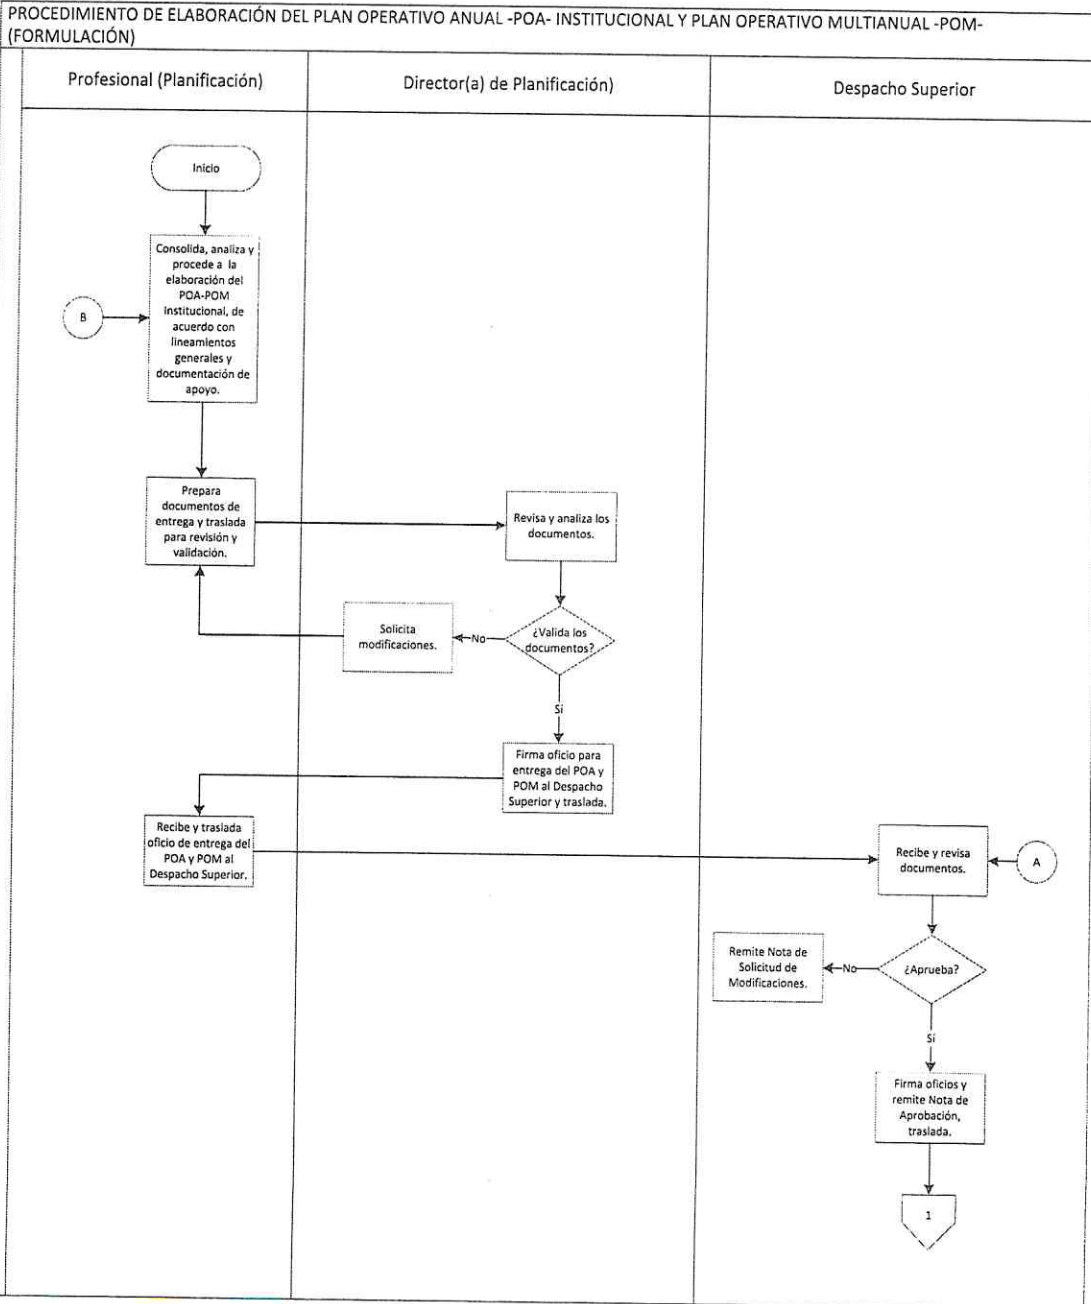 PROCEDIMIENTO DE ELABORACIÓN DEL PLAN OPERATIVO ANUAL -POA- INSTITUCIONAL Y PLAN OPERATIVO MULTIANUAL -POM-
(FORMULACIÓN)
Profesional (Planificación)
Director(a) de Planificación)
Despacho Superior
Inicio
Consolida, analiza y
procede a la
elaboración del
POA-POM
Institucional, de
acuerdo con
lineamientos
generales y
documentación de
apoyo.
B
Prepara
documentos de
entrega y traslada
para revisión y
validación.
Revisa y analiza los
documentos.
¿Valida los
documentos?
No
Solicita
modificaciones.
Sí
Firma oficio para
entrega del POA y
POM al Despacho
Superior y traslada.
Recibe y traslada
oficio de entrega del
POA y POM al
Despacho Superior.
Recibe y revisa
documentos.
A
¿Aprueba?
No
Remite Nota de
Solicitud de
Modificaciones.
Sí
Firma oficios y
remite Nota de
Aprobación,
traslada.
1